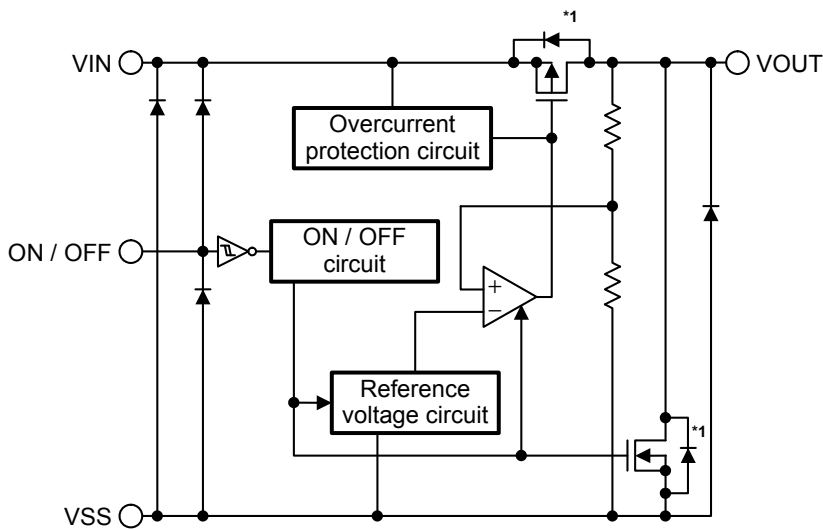 *1
VIN
VOUT
Overcurrent
protection circuit
ON / OFF
ON / OFF
circuit
+
−
Reference
voltage circuit
*1
VSS